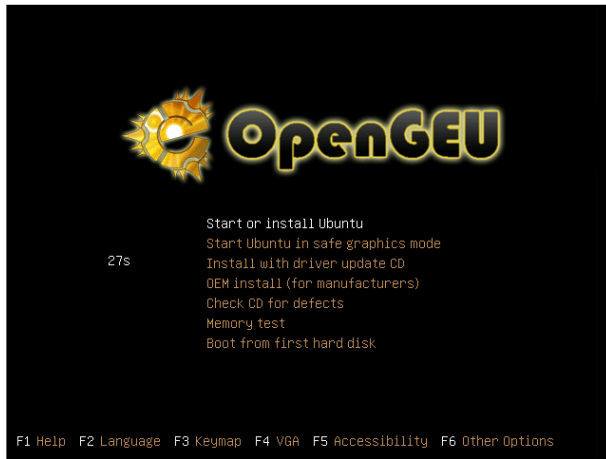 OpenGEU
Start or install Ubuntu
Start Ubuntu in safe graphics mode
27s
Install with driver update CD
OEM install (for manufacturers)
Check CD for defects
Memory test
Boot from first hard disk
F1 Help F2 Language F3 Keymap F4 VGA F5 Accessibility F6 Other Options